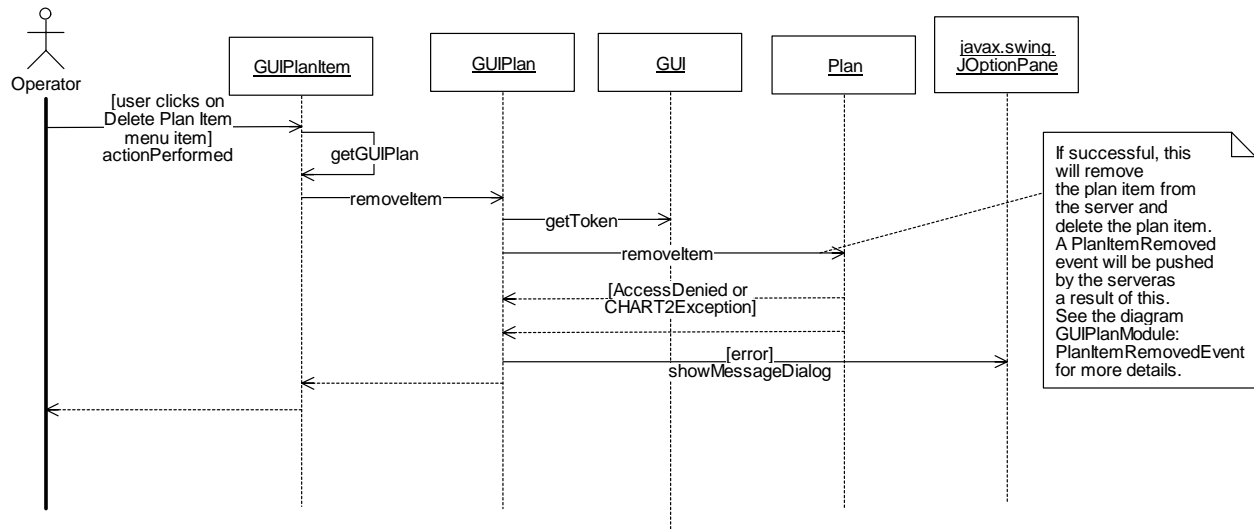 Operator
GUIPlanItem
GUIPlan
GUI
Plan
javax.swing.
JOptionPane
[user clicks on
Delete Plan Item
menu item]
actionPerformed
getGUIPlan
removeItem
getToken
removeItem
[AccessDenied or
CHART2Exception]
[error]
showMessageDialog
If successful, this
will remove
the plan item from
the server and
delete the plan item.
A PlanItemRemoved
event will be pushed
by the serveras
a result of this.
See the diagram
GUIPlanModule:
PlanItemRemovedEvent
for more details.